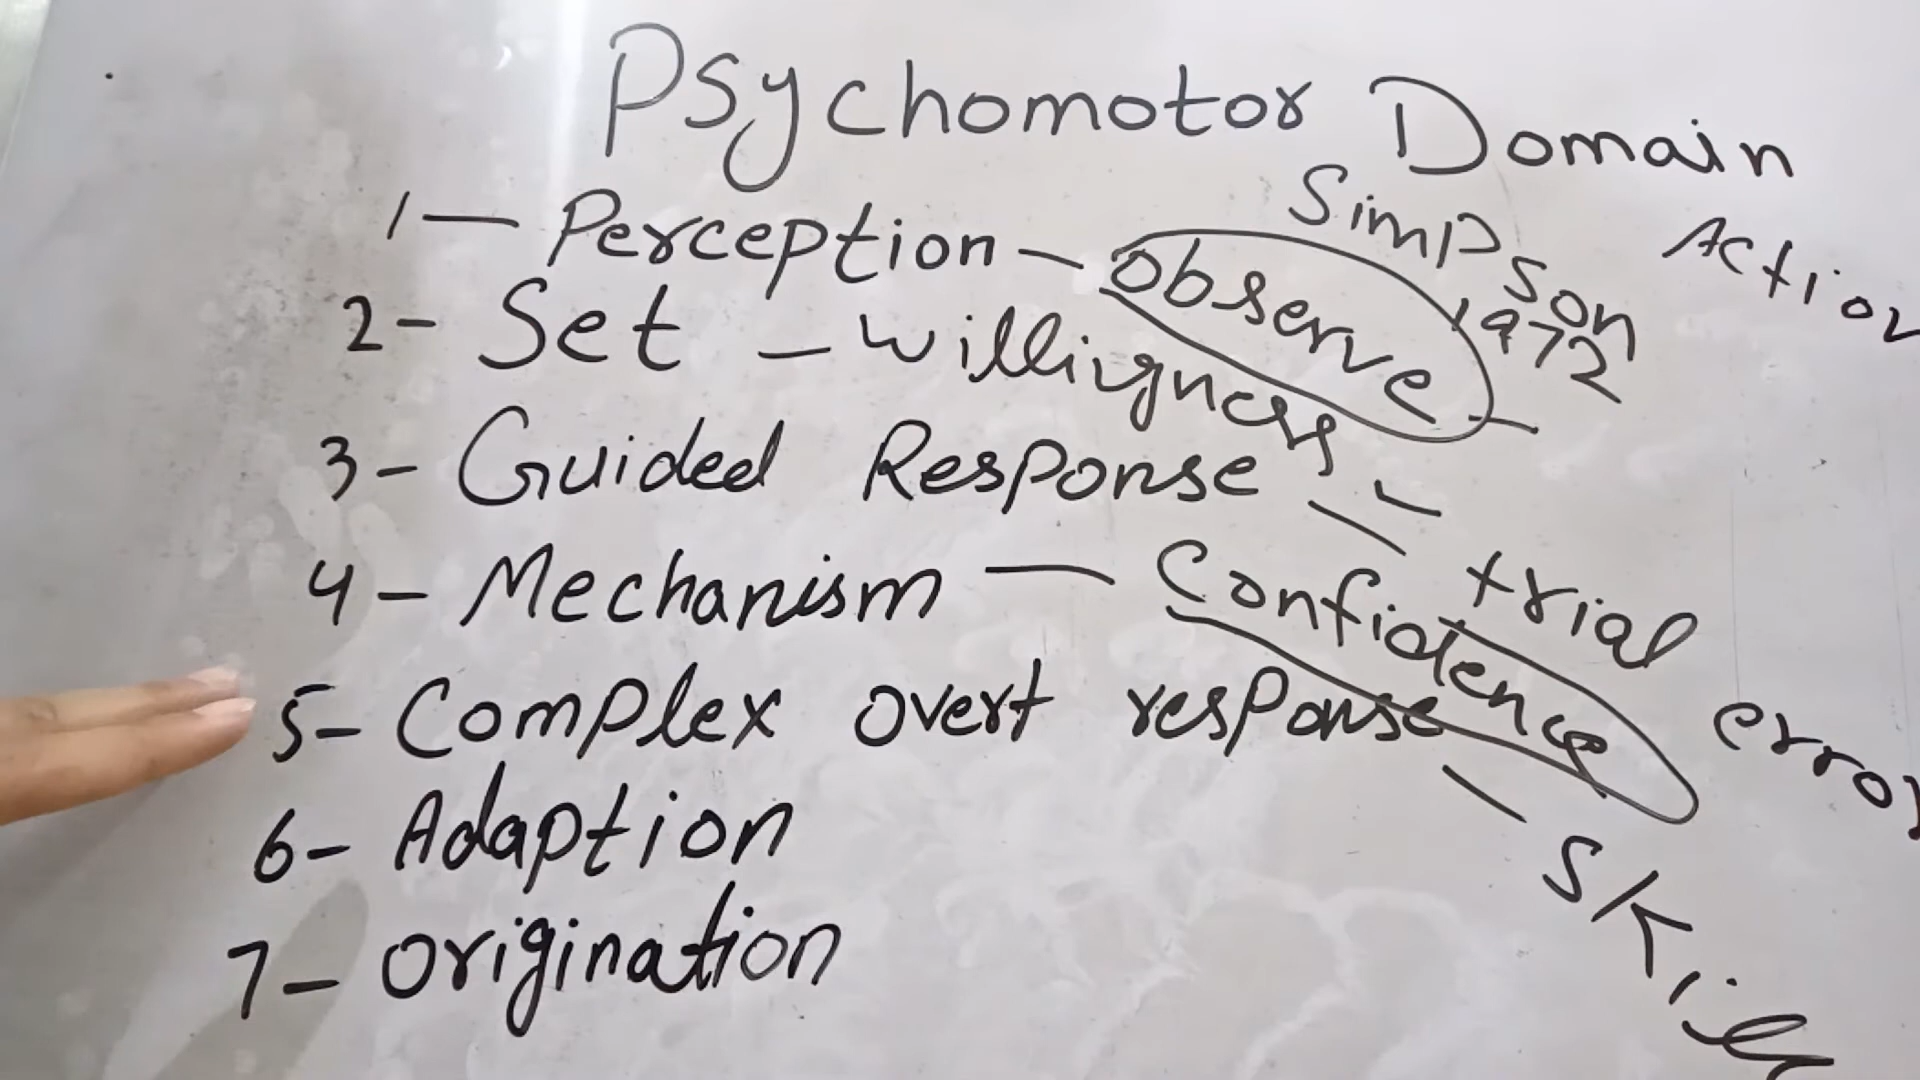 Psychomotor Domain
Simpson 1972
Action
1- Perception - observe -
2- Set - willigness -
3- Guided Response - trial error
4- Mechanism - Confidence
5- Complex overt response - Skill
6- Adaption
7- origination